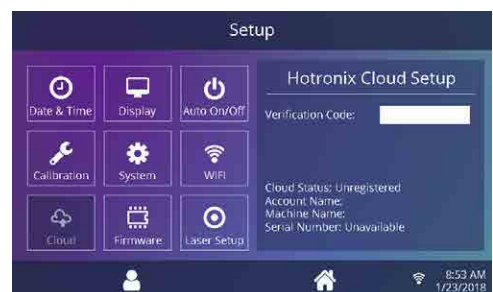 Setup
Date & Time
Display
Auto On/Off
Calibration
System
WIFI
Cloud
Firmware
Laser Setup
Hotronix Cloud Setup
Verification Code:
Cloud Status: Unregistered
Account Name:
Machine Name:
Serial Number: Unavailable
8:53 AM
1/23/2018